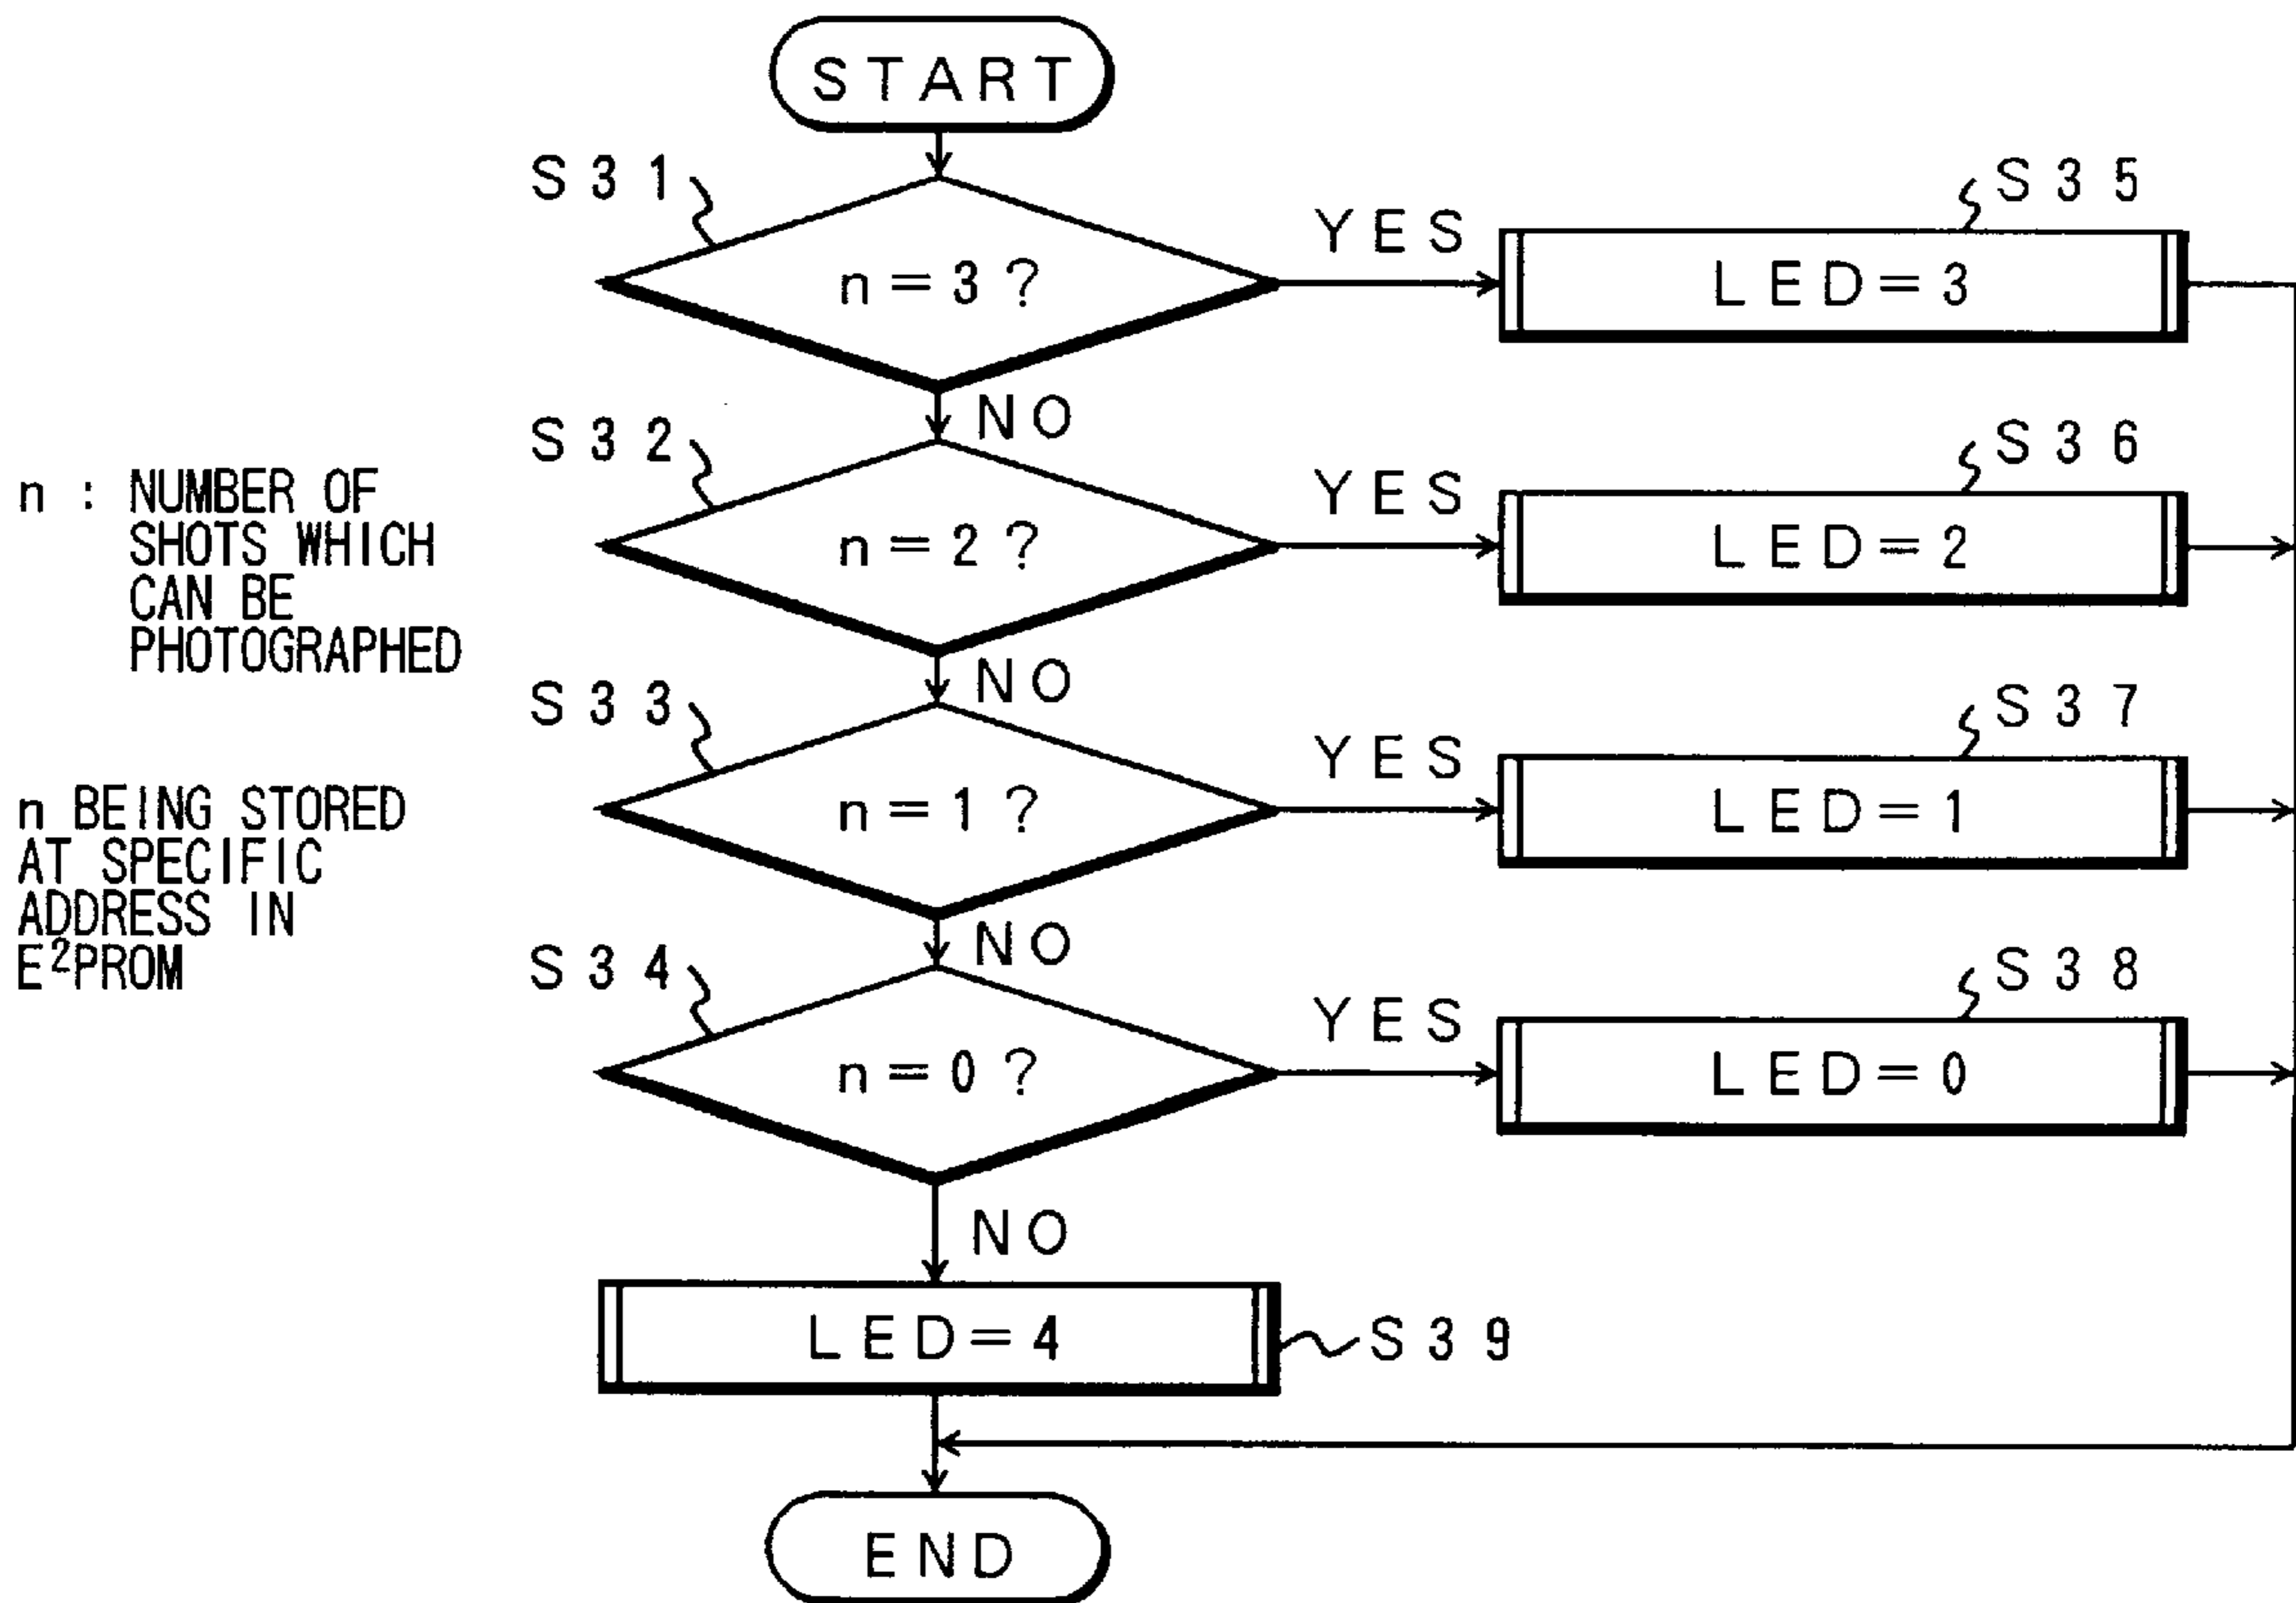 START
S31
n=3?
YES
S35
LED=3
NO
S32
n=2?
YES
S36
LED=2
n : NUMBER OF
SHOTS WHICH
CAN BE
PHOTOGRAPHED
NO
S33
n=1?
YES
S37
LED=1
n BEING STORED
AT SPECIFIC
ADDRESS IN
E²PROM
NO
S34
n=0?
YES
S38
LED=0
NO
LED=4
S39
END